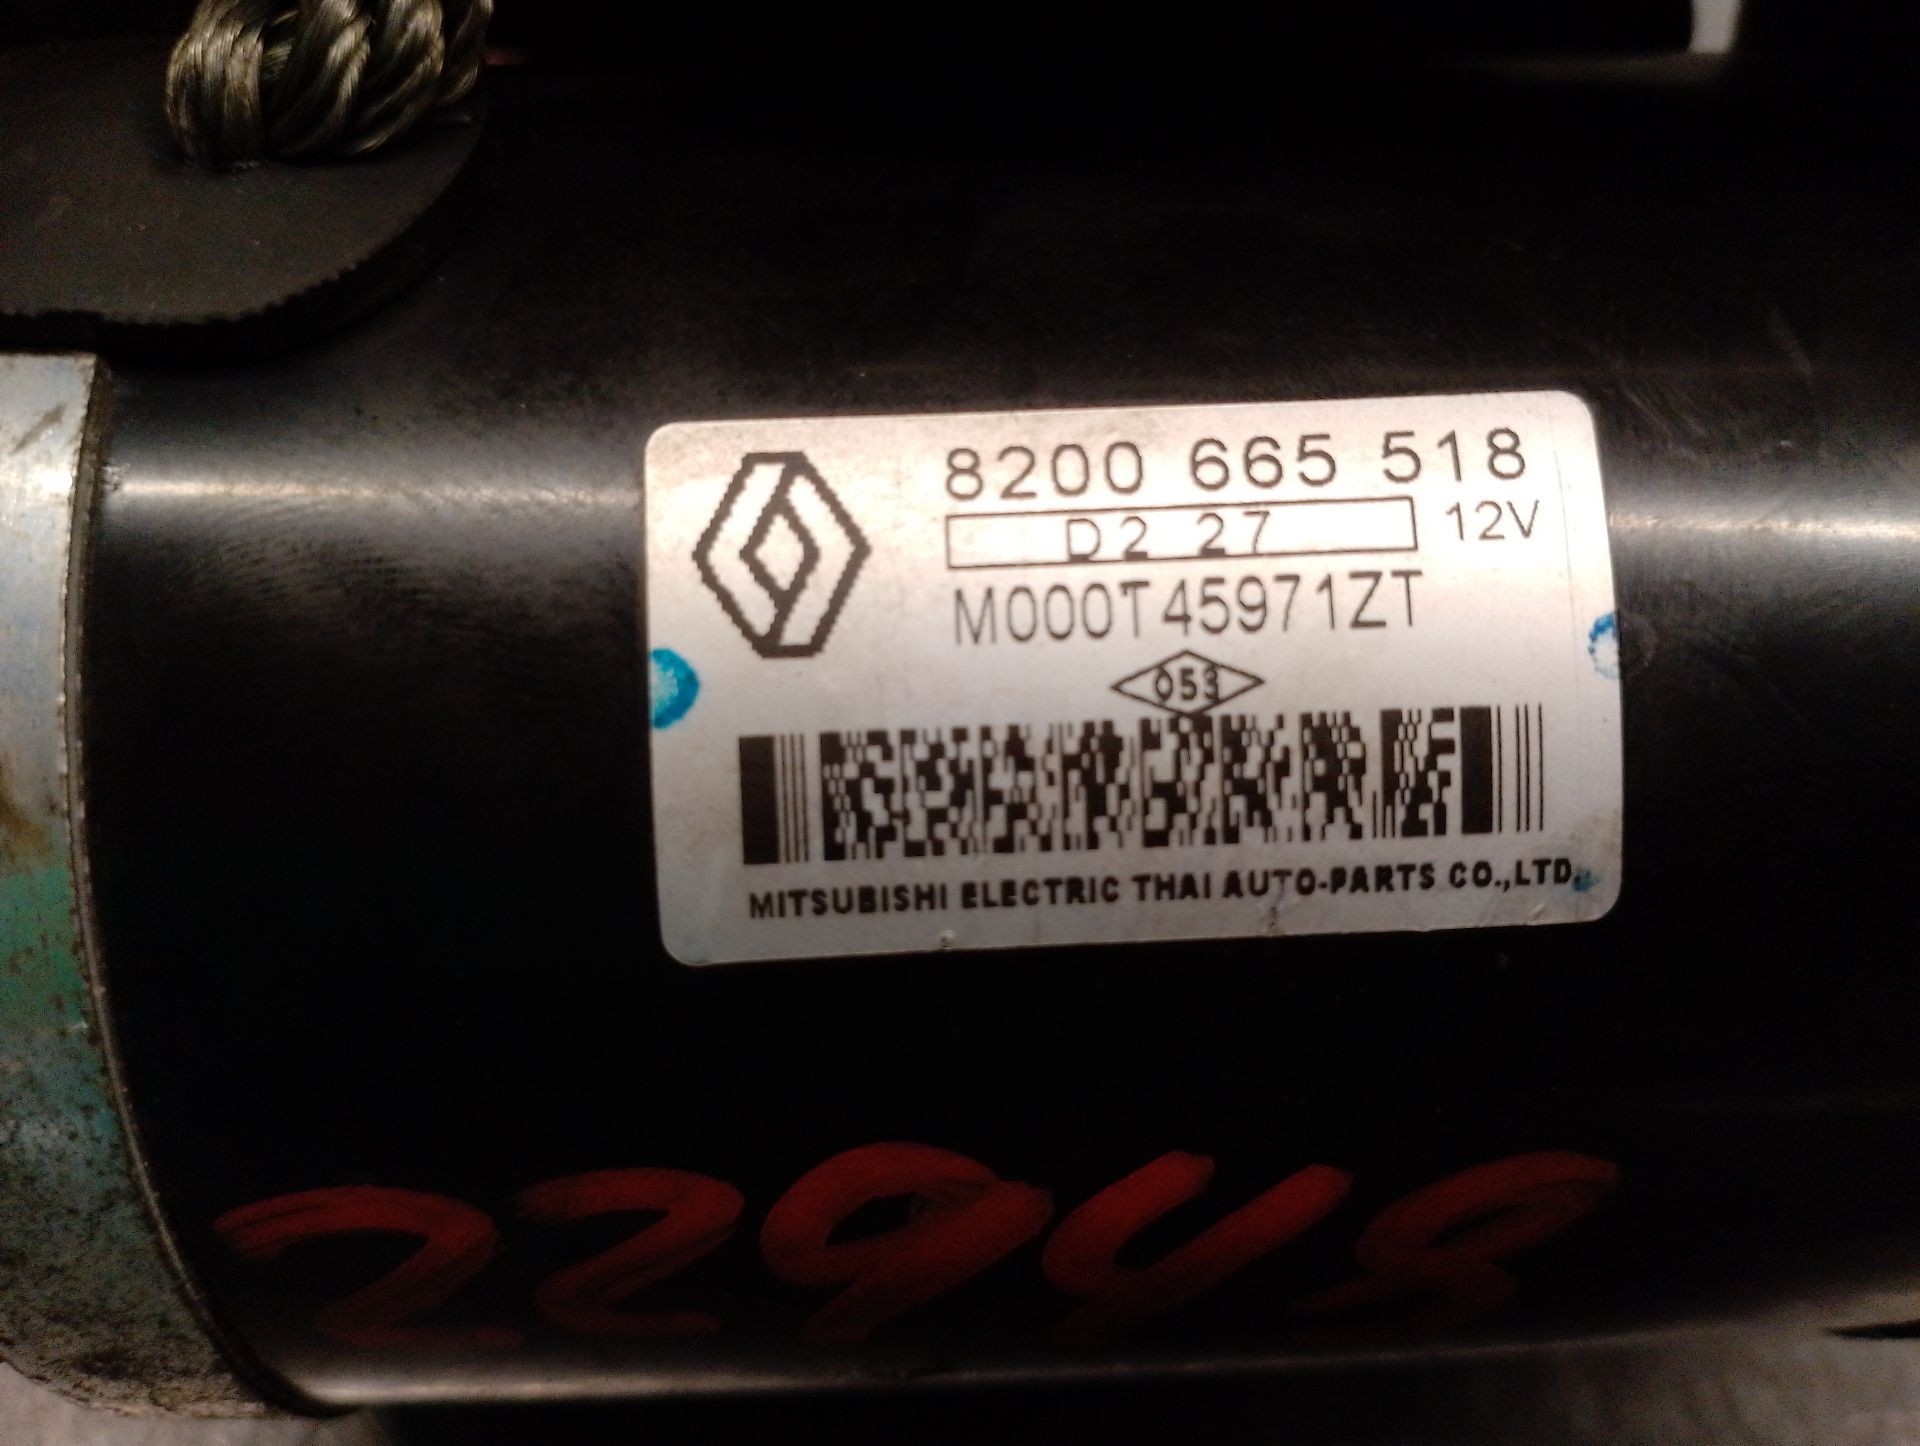 8200 665 518
D2 27 12V
M000T45971ZT
053
MITSUBISHI ELECTRIC THAI AUTO-PARTS CO.,LTD.
22948